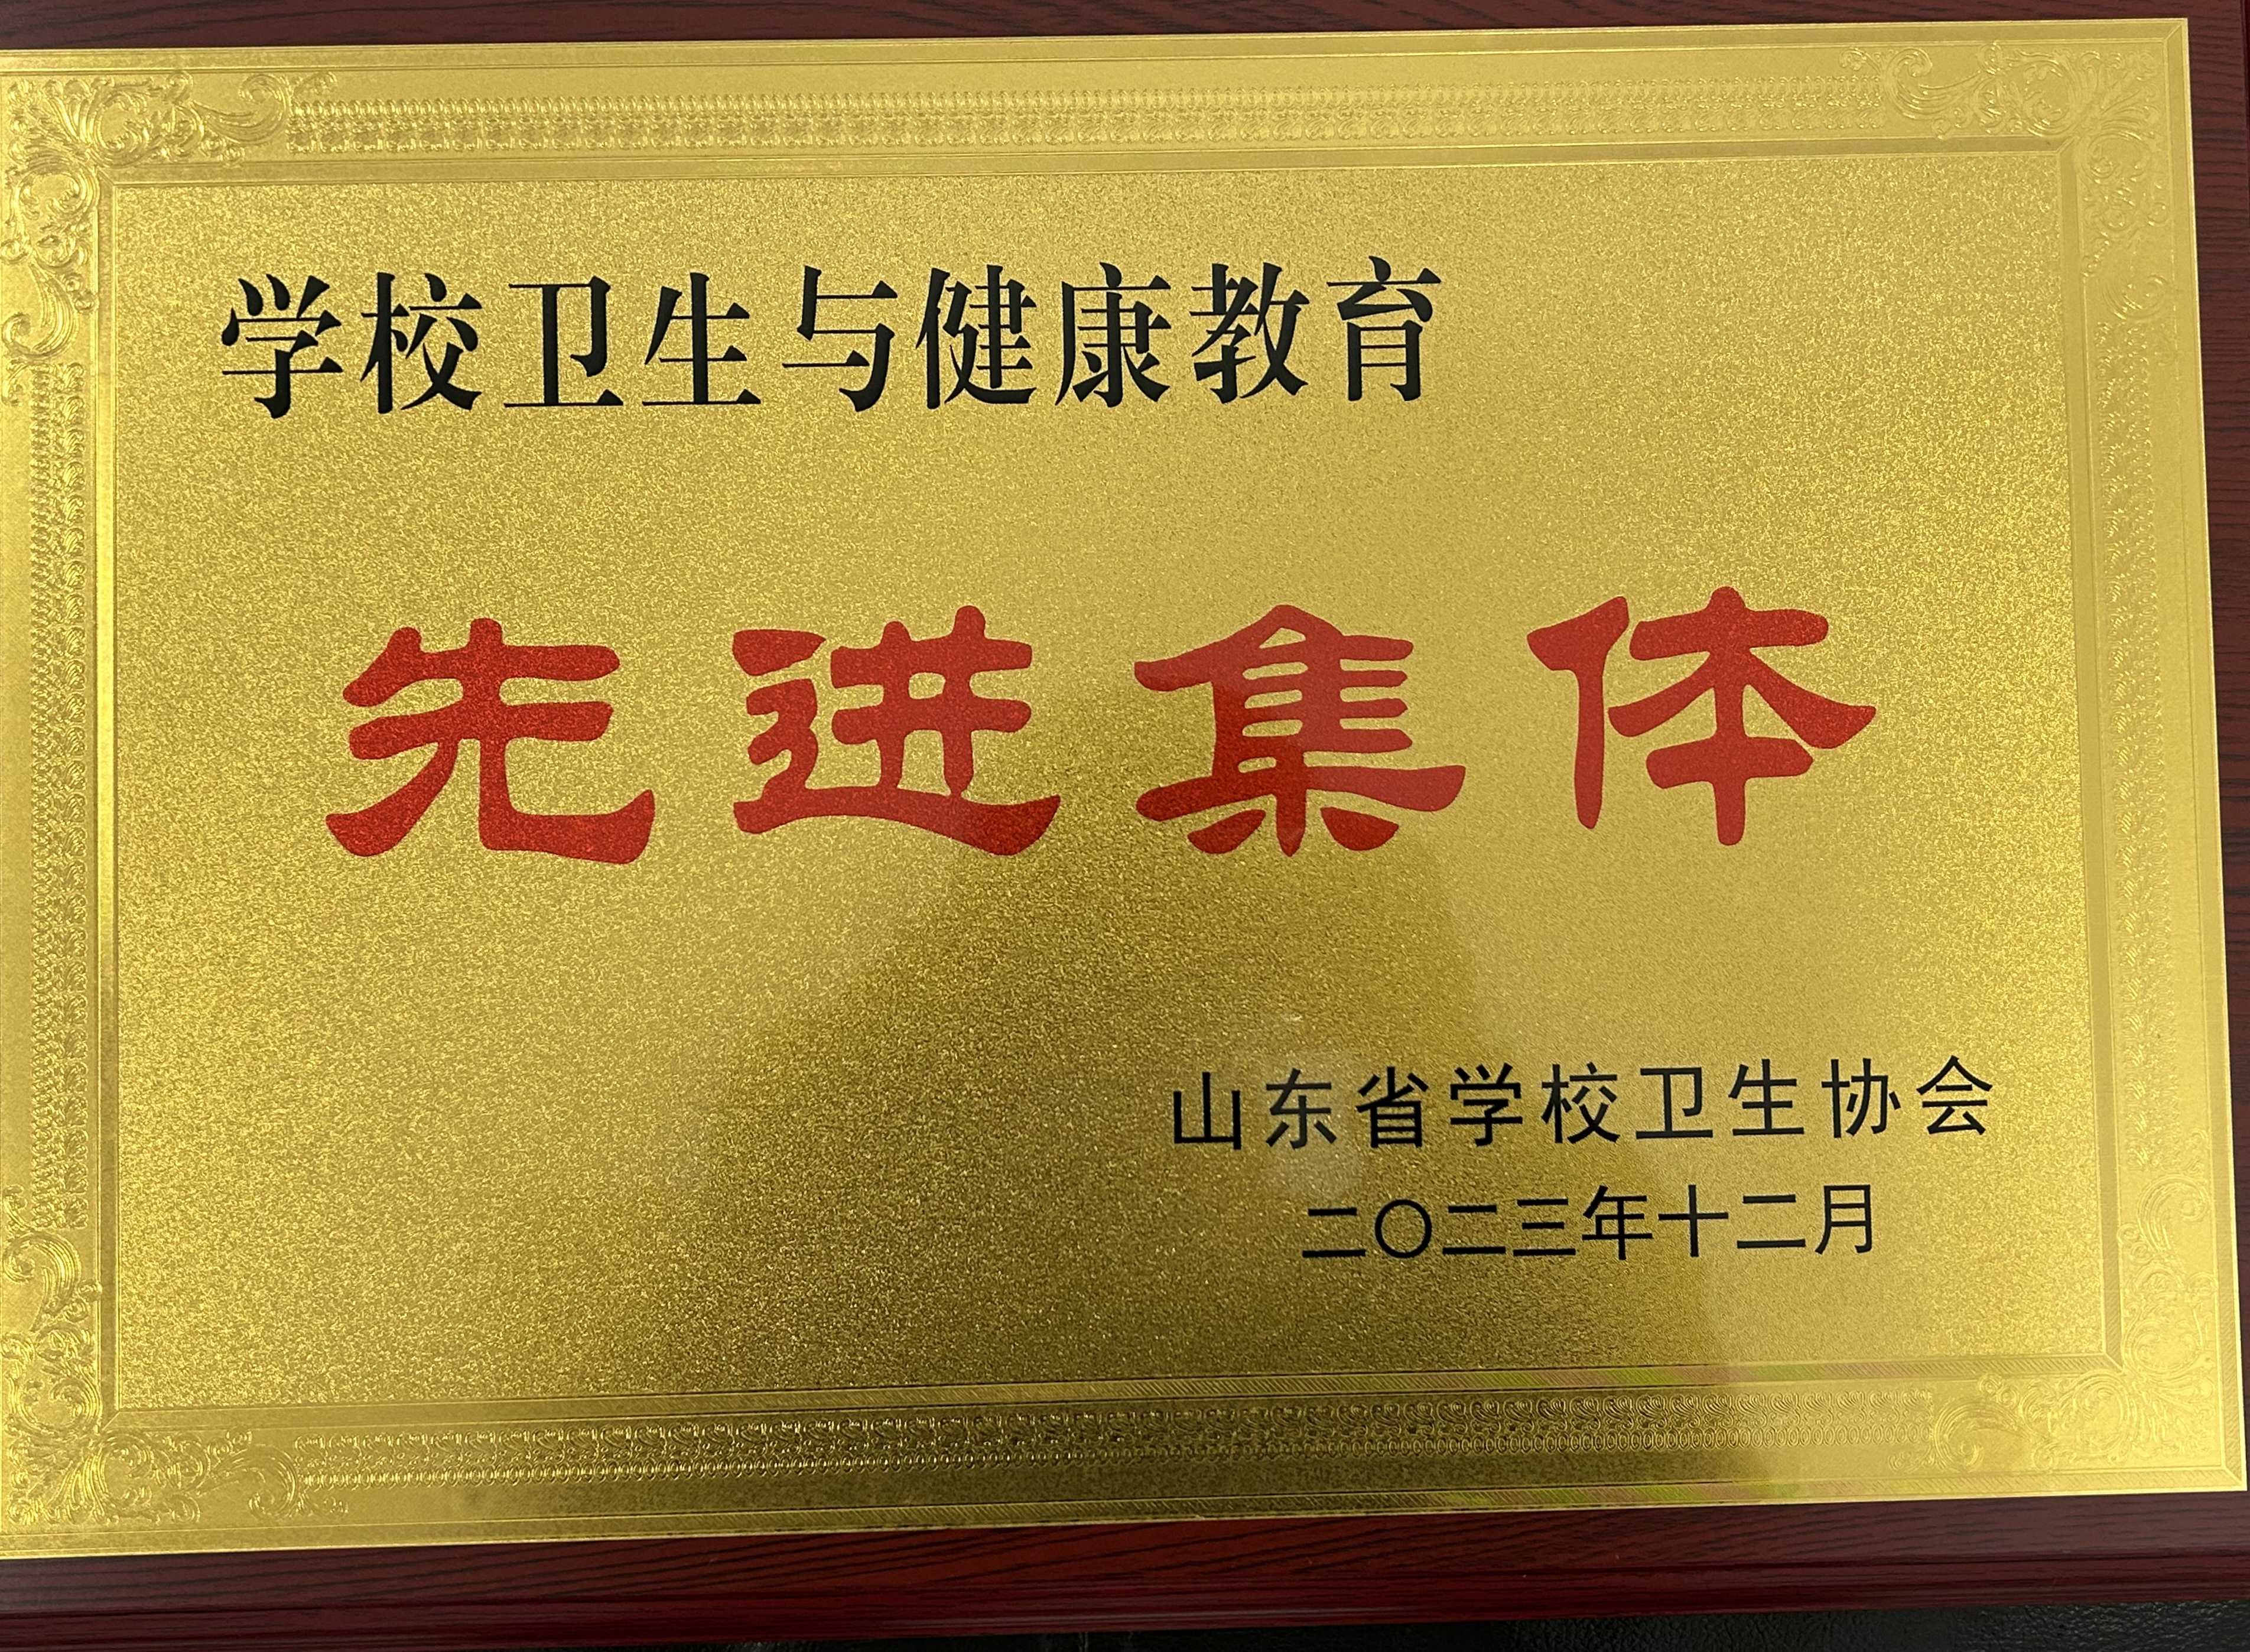 学校卫生与健康教育
先进集体
山东省学校卫生协会
二〇二三年十二月